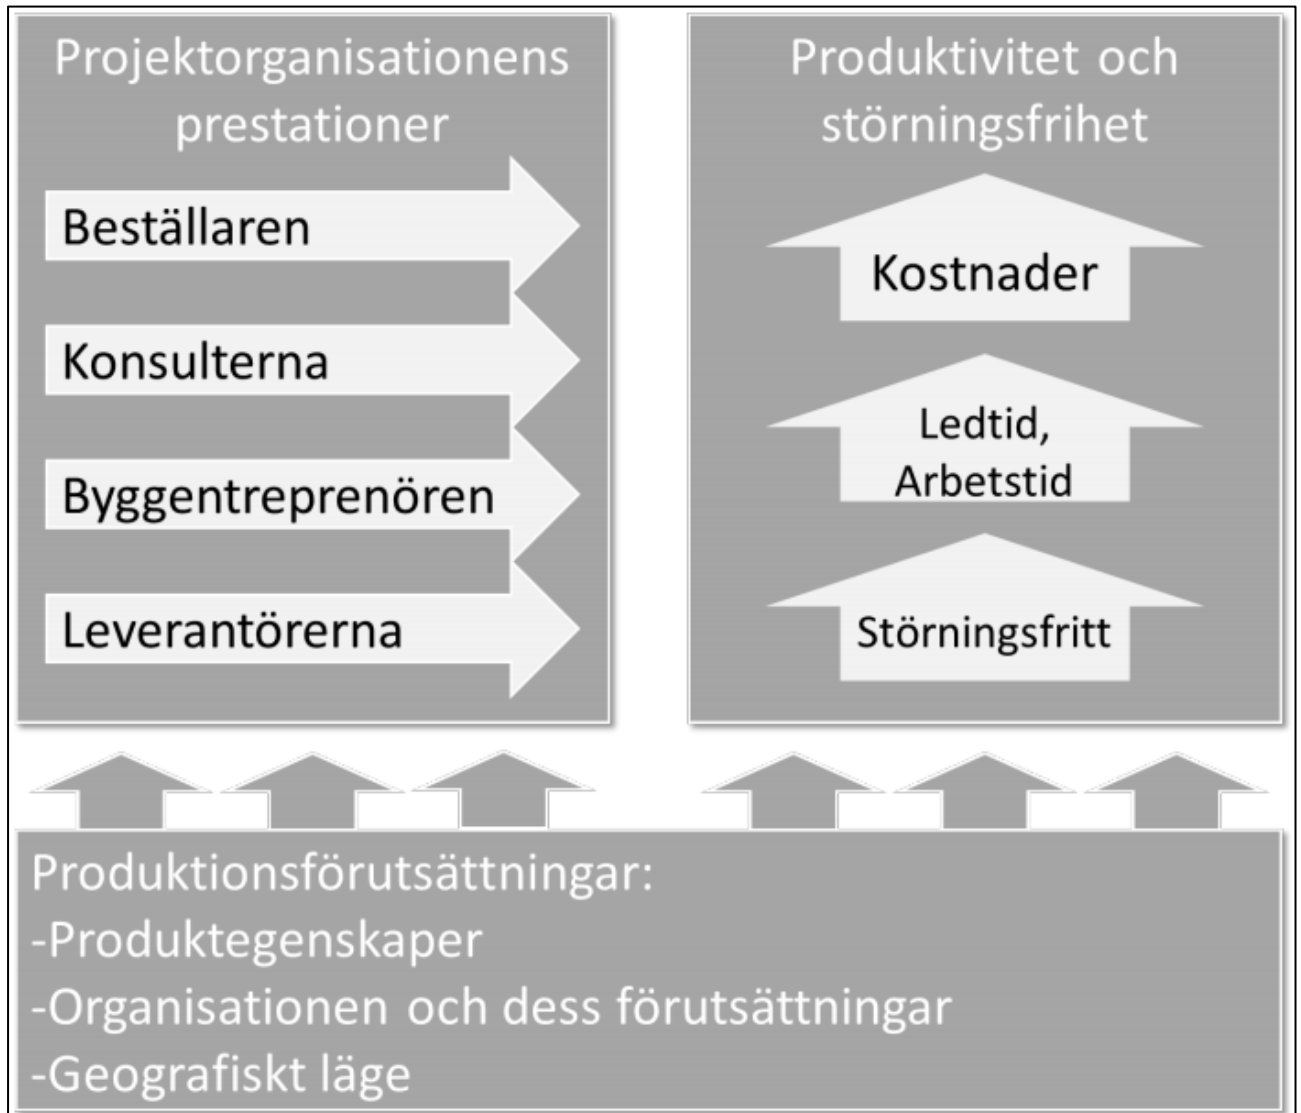 Projektorganisationens
prestationer
Beställaren
Konsulterna
Byggentreprenören
Leverantörerna
Produktivitet och
störningsfrihet
Kostnader
Ledtid,
Arbetstid
Störningsfritt
Produktionsförutsättningar:
-Produktegenskaper
-Organisationen och dess förutsättningar
-Geografiskt läge